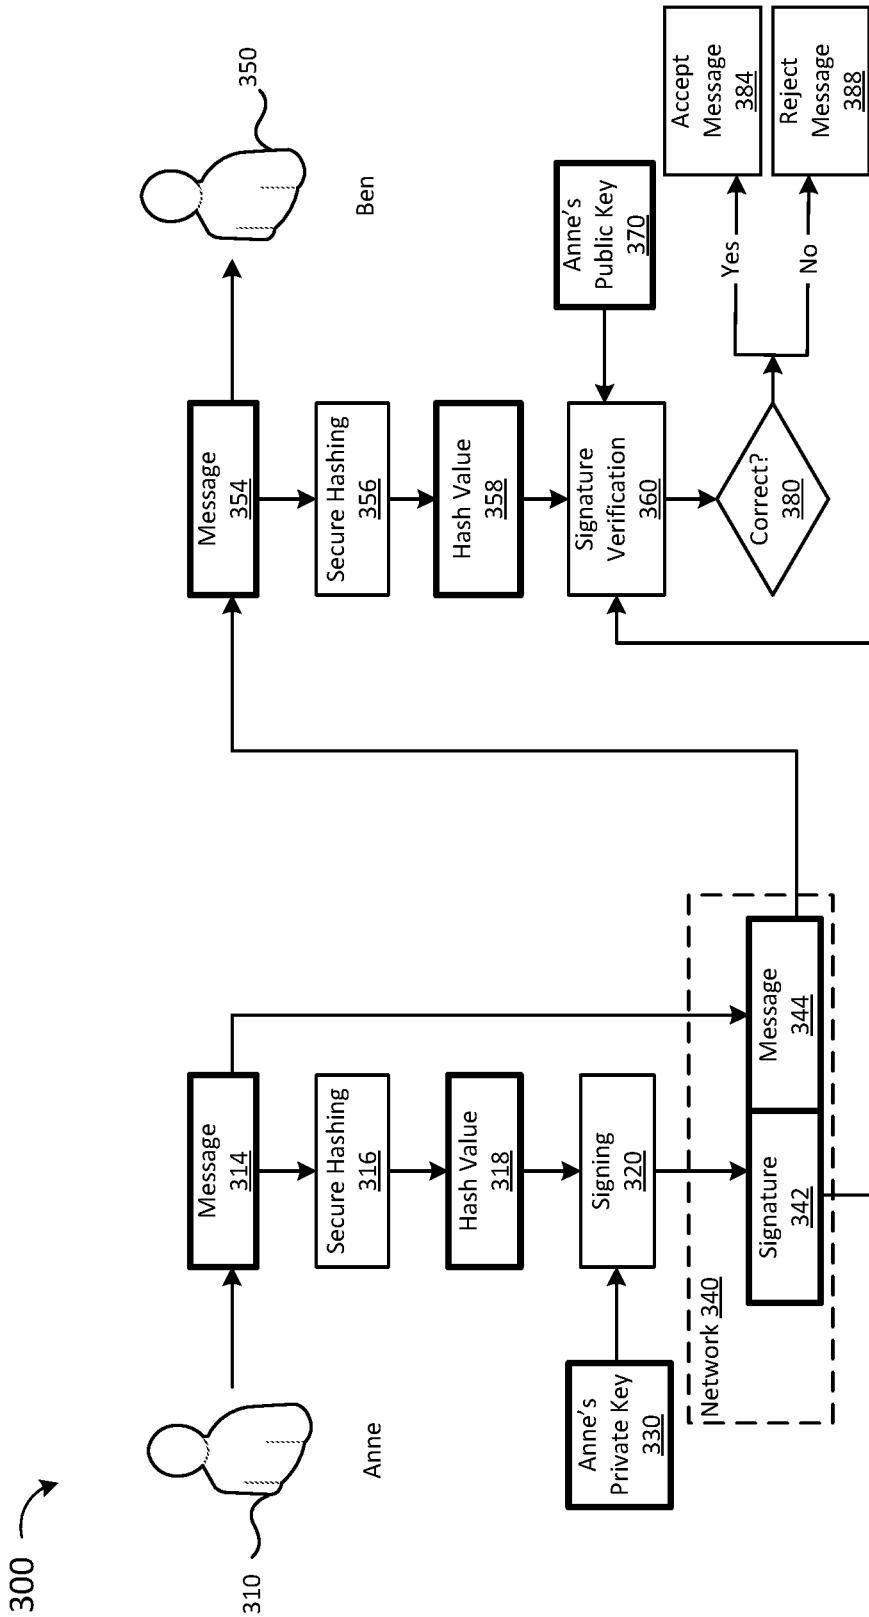 300
310
Anne
Message
314
Secure Hashing
316
Hash Value
318
Signing
320
Anne's
Private Key
330
Network 340
Signature
342
Message
344
350
Ben
Message
354
Secure Hashing
356
Hash Value
358
Signature
Verification
360
Anne's
Public Key
370
Correct?
380
Yes
No
Accept
Message
384
Reject
Message
388